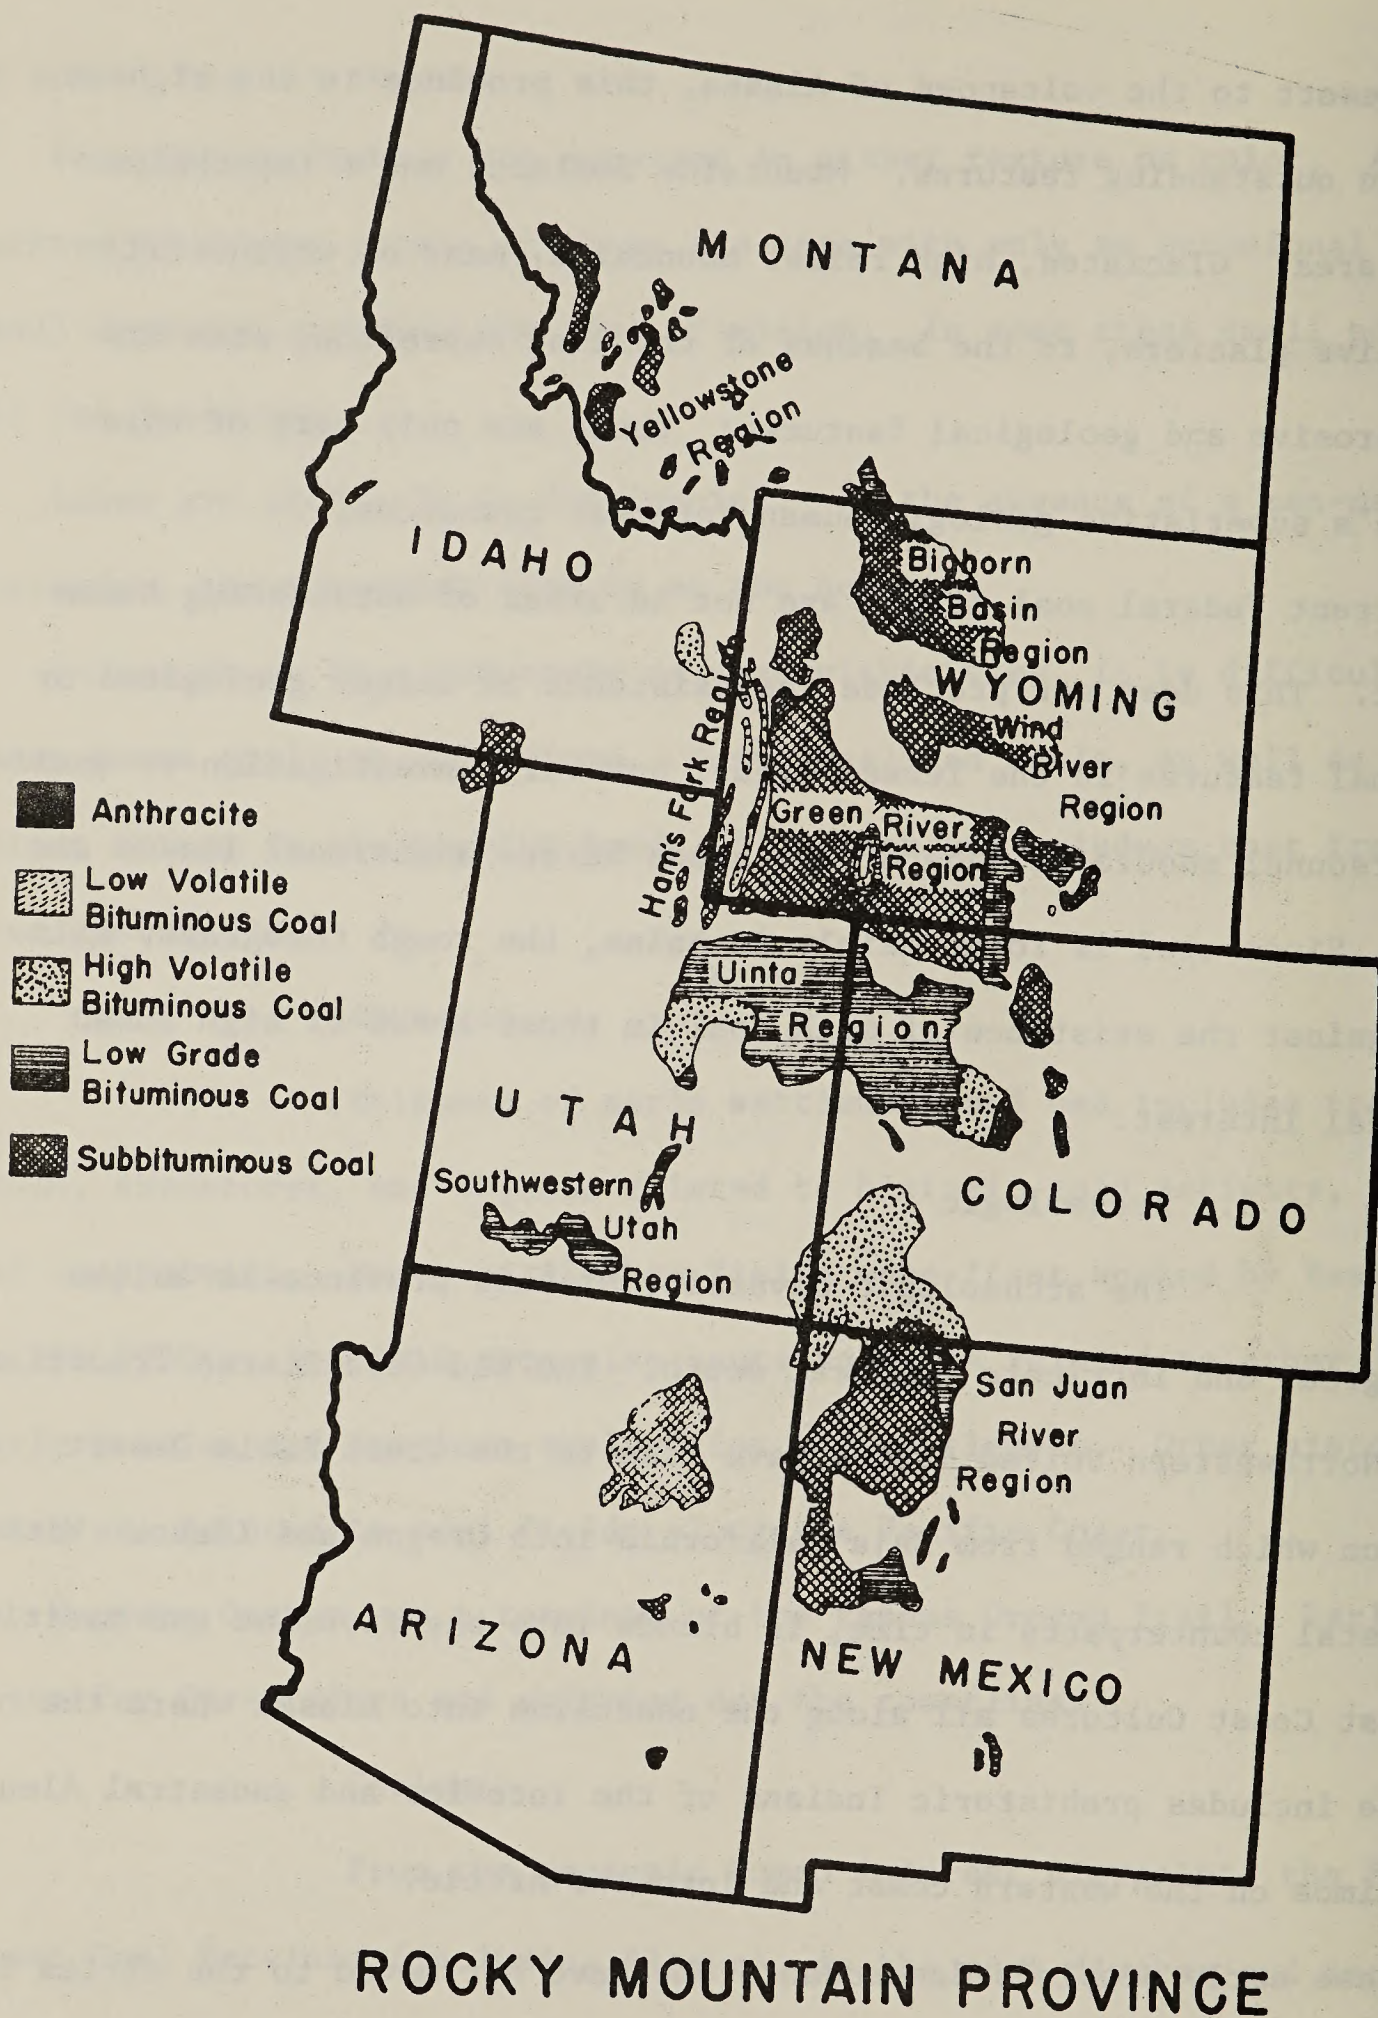 MONTANA
Yellowstone
Region
IDAHO
Bighorn
Basin
Region
WYOMING
Wind
River
Region
Ham's Fork Region
Green River
Region
Anthracite
Low Volatile
Bituminous Coal
High Volatile
Bituminous Coal
Low Grade
Bituminous Coal
Subbituminous Coal
Uinta
Region
UTAH
Southwestern
Utah
Region
COLORADO
San Juan
River
Region
ARIZONA
NEW MEXICO
ROCKY MOUNTAIN PROVINCE